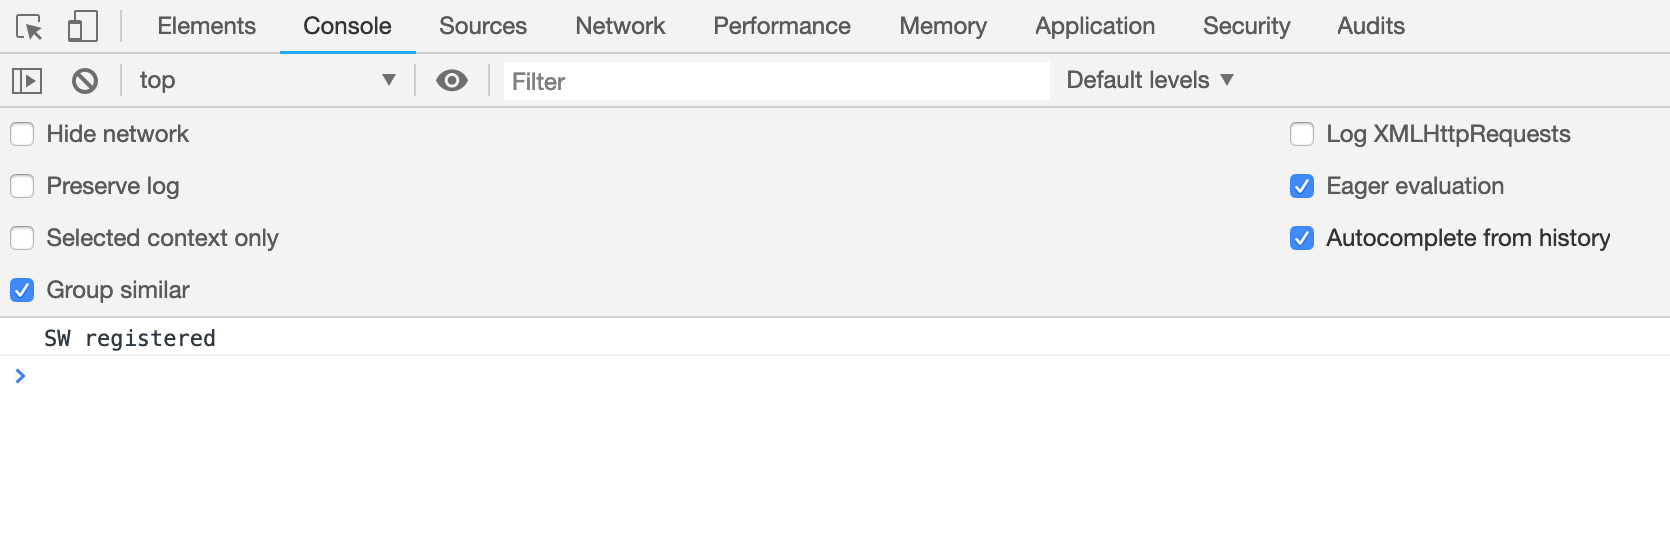 Elements Console Sources Network Performance Memory Application Security Audits
top Filter Default levels
Hide network Log XMLHttpRequests
Preserve log Eager evaluation
Selected context only Autocomplete from history
Group similar
SW registered